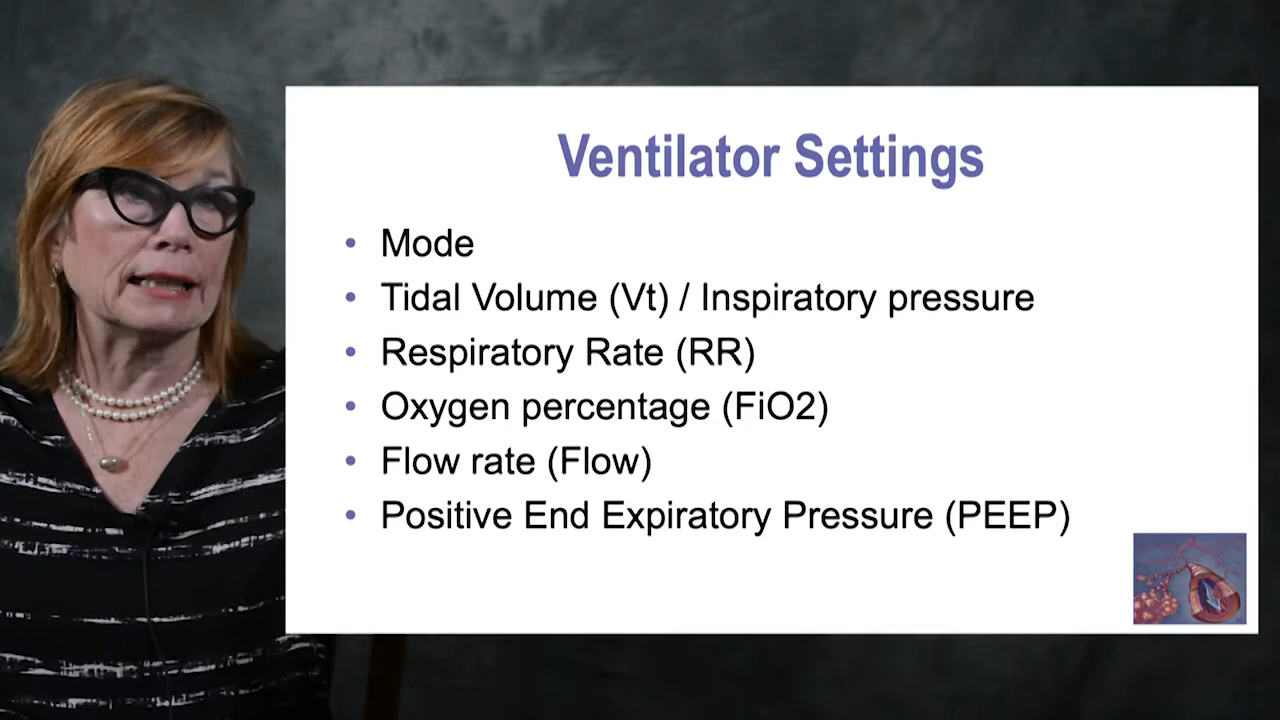 Ventilator Settings
• Mode
• Tidal Volume (Vt) / Inspiratory pressure
• Respiratory Rate (RR)
• Oxygen percentage (FiO2)
• Flow rate (Flow)
• Positive End Expiratory Pressure (PEEP)